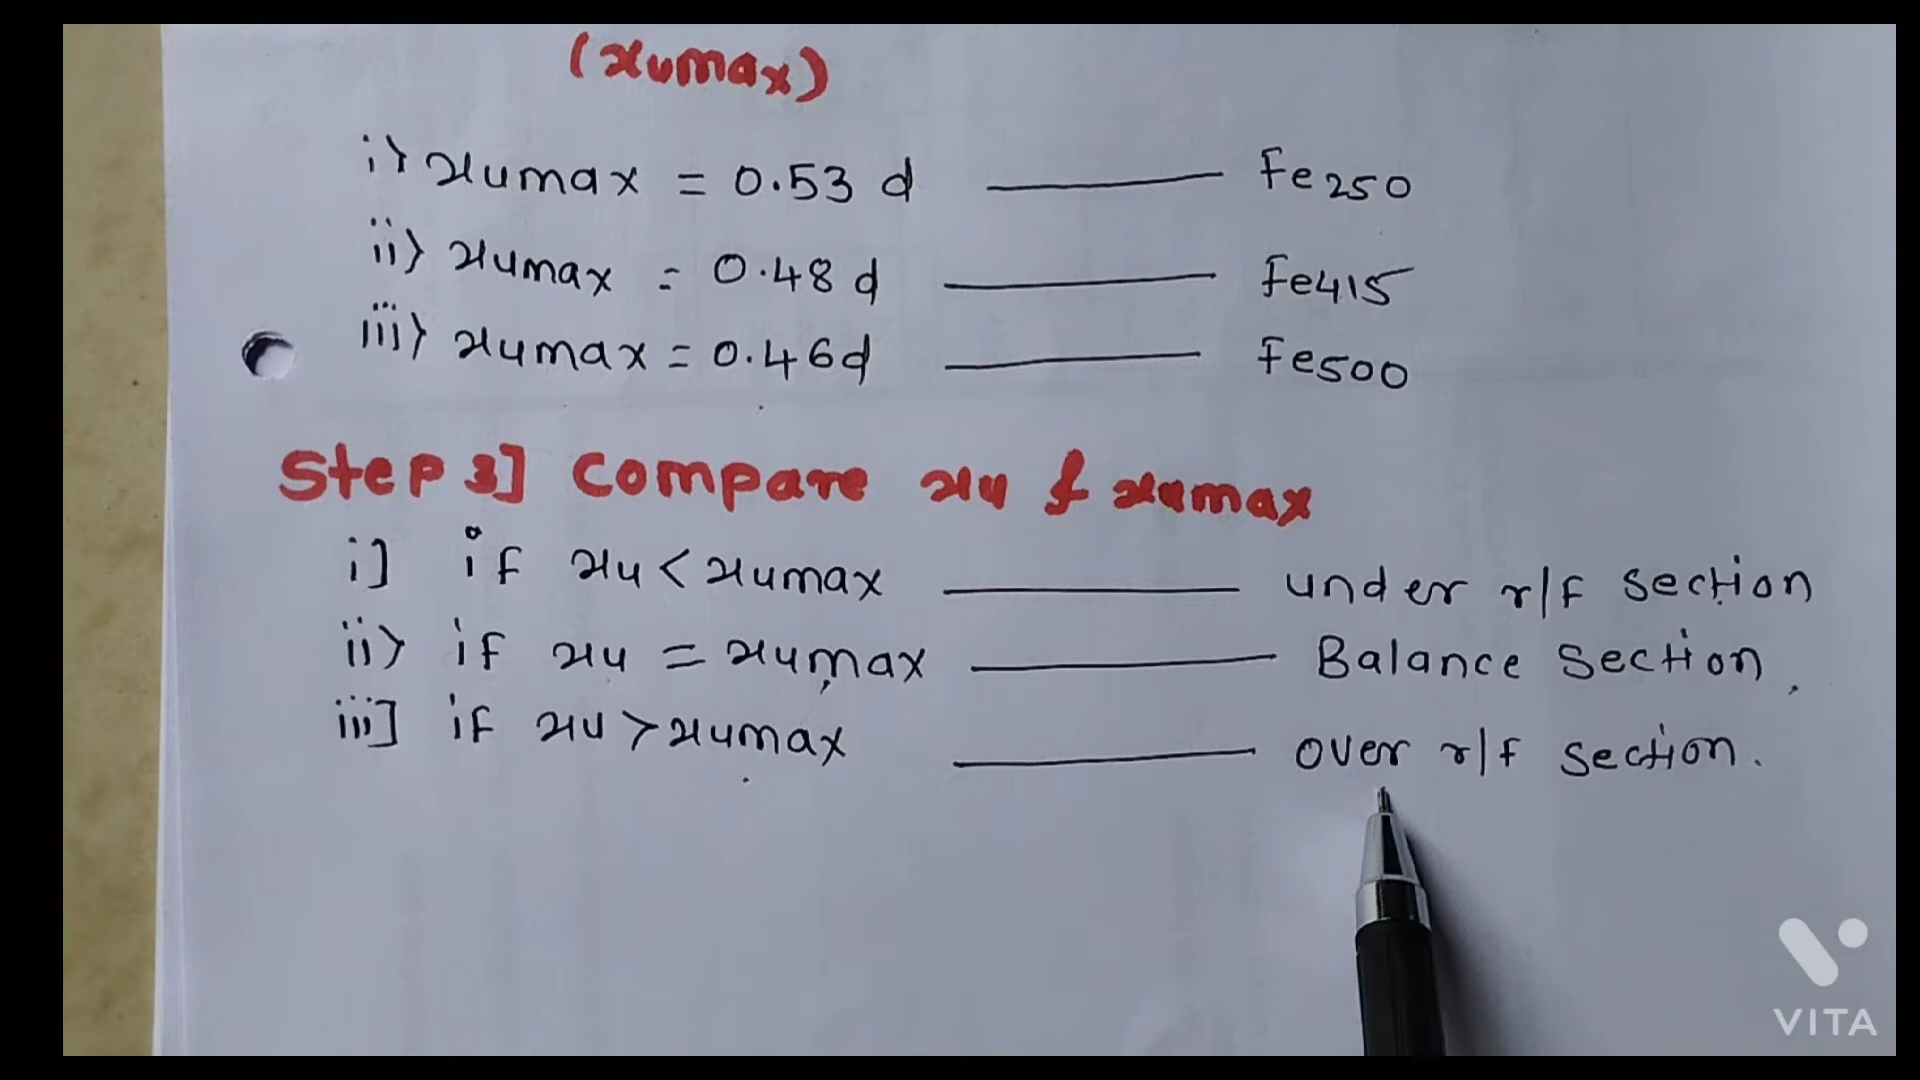 (xumax)
i) xumax = 0.53 d —— Fe250
ii) xumax = 0.48 d —— Fe415
iii) xumax = 0.46d —— Fe500
Step 3] Compare xu & xumax
i] if xu < xumax —— under r/f section
ii) if xu = xumax —— Balance section.
iii] if xu > xumax —— over r/f section.
VITA